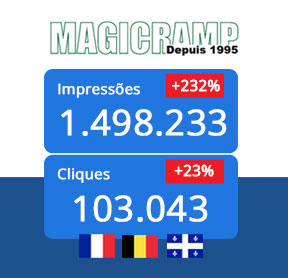 MAGICRAMP
Depuis 1995
Impressões +232%
1.498.233
Cliques +23%
103.043